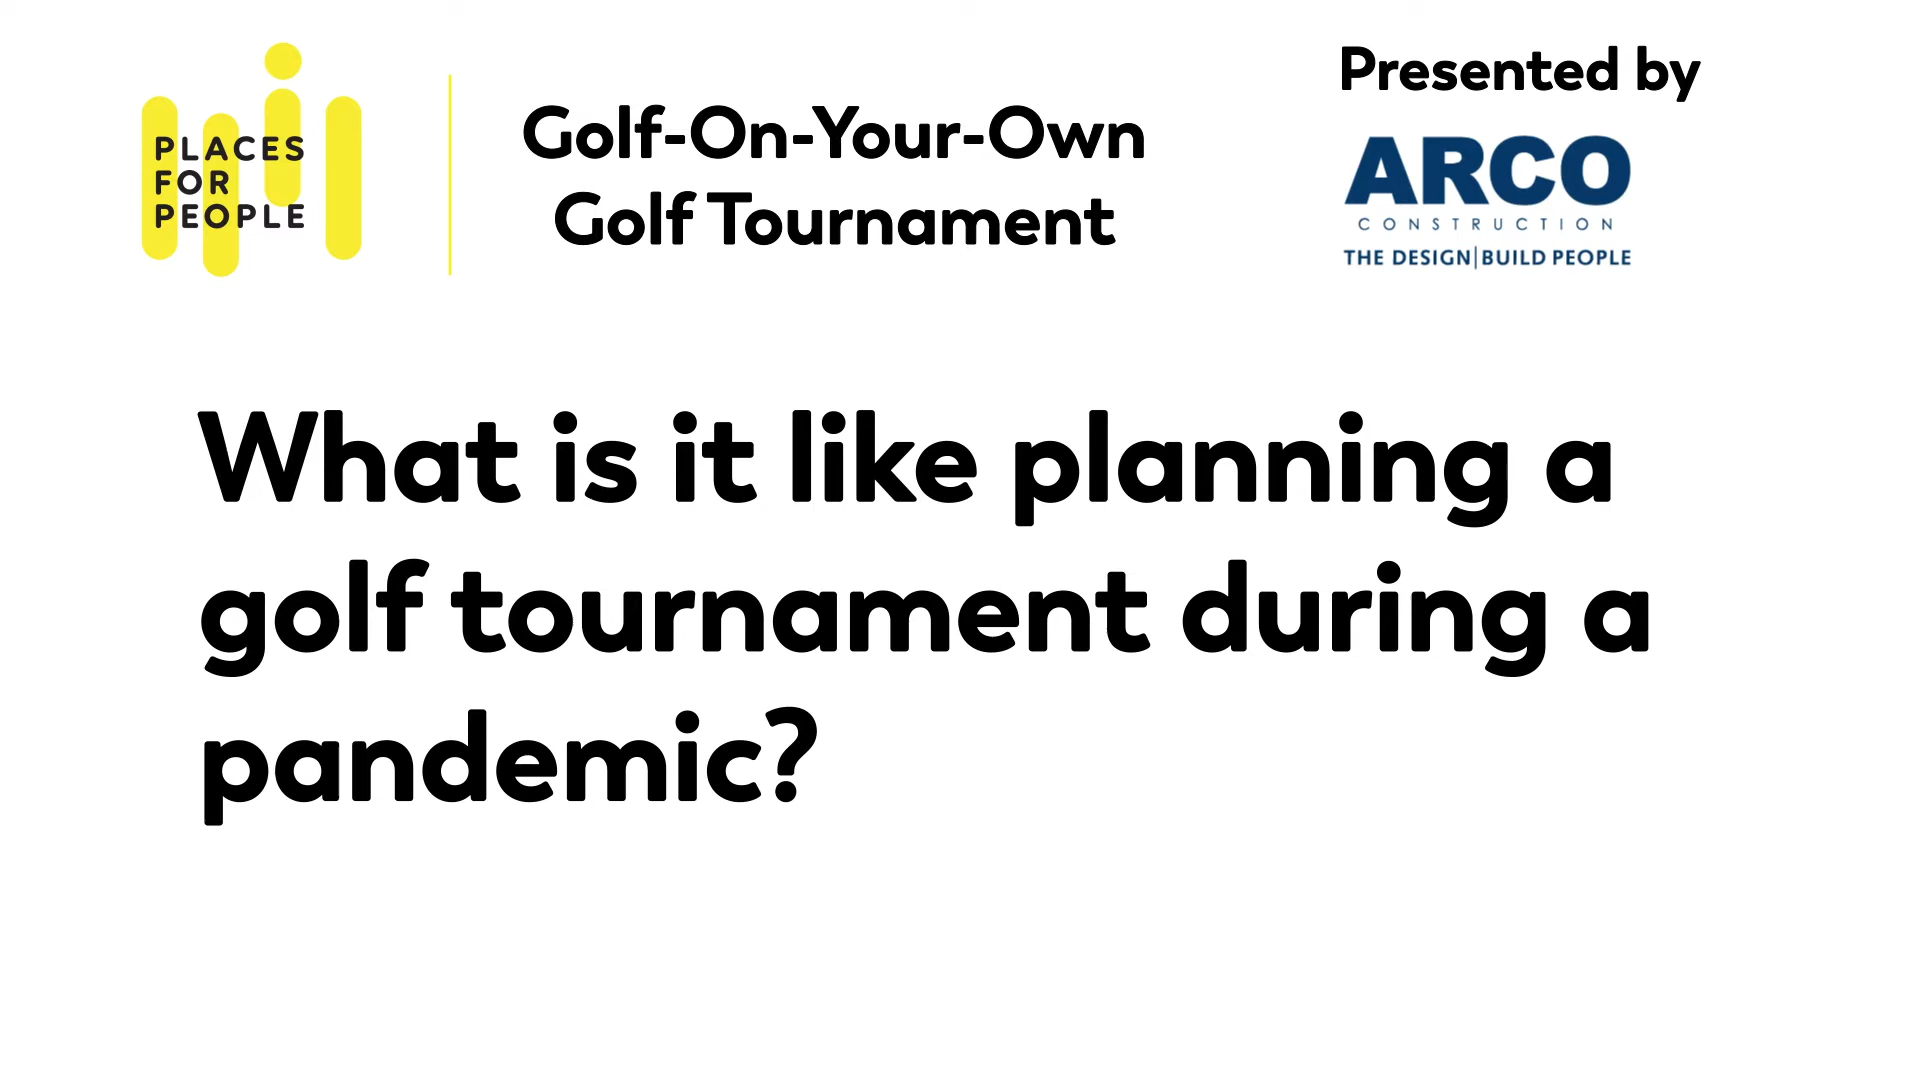 PLACES
FOR
PEOPLE
Golf-On-Your-Own
Golf Tournament
Presented by
ARCO
CONSTRUCTION
THE DESIGN|BUILD PEOPLE
What is it like planning a
golf tournament during a
pandemic?